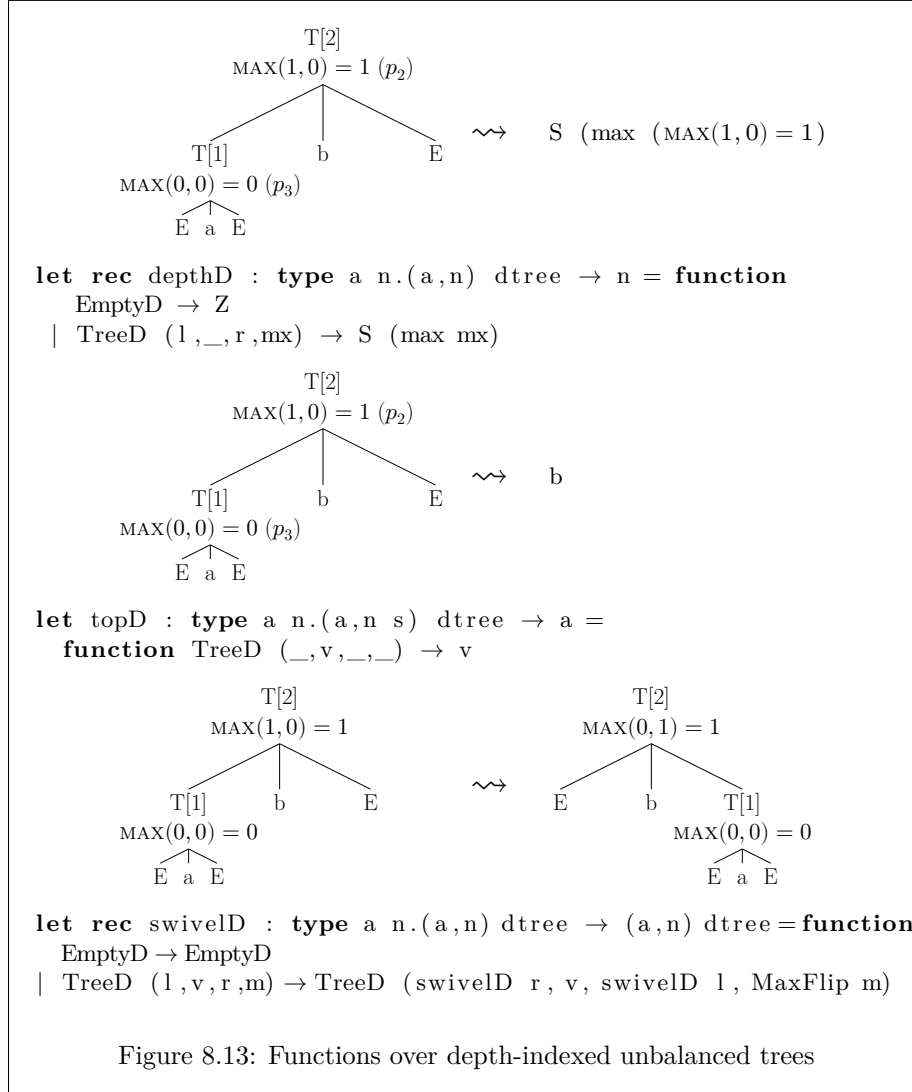 T[2]
MAX(1, 0) = 1 (p₂)
⇝ S (max (MAX(1, 0) = 1)
T[1] b E
MAX(0, 0) = 0 (p₃)
E a E
let rec depthD : type a n.(a,n) dtree → n = function
EmptyD → Z
| TreeD (l,_,r,mx) → S (max mx)
T[2]
MAX(1, 0) = 1 (p₂)
⇝ b
T[1] b E
MAX(0, 0) = 0 (p₃)
E a E
let topD : type a n.(a,n s) dtree → a =
function TreeD (_,v,_,_) → v
T[2] T[2]
MAX(1, 0) = 1 MAX(0, 1) = 1
T[1] b E ⇝ E b T[1]
MAX(0, 0) = 0 MAX(0, 0) = 0
E a E E a E
let rec swivelD : type a n.(a,n) dtree → (a,n) dtree = function
EmptyD → EmptyD
| TreeD (l,v,r,m) → TreeD (swivelD r, v, swivelD l, MaxFlip m)
Figure 8.13: Functions over depth-indexed unbalanced trees